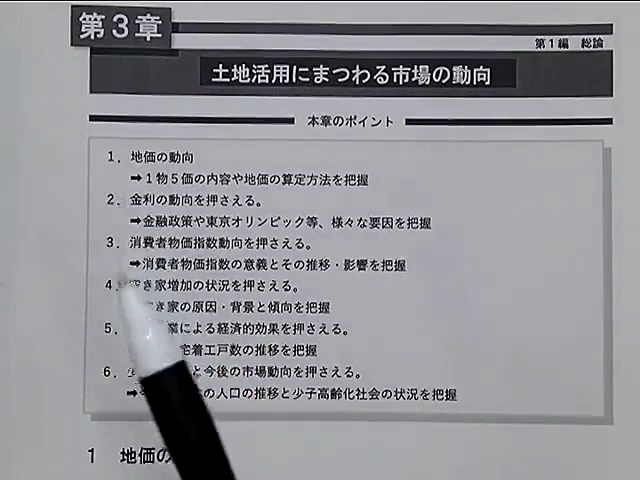 第3章
第1編 総論
土地活用にまつわる市場の動向
本章のポイント
1．地価の動向
➡1物5価の内容や地価の算定方法を把握
2．金利の動向を押さえる。
➡金融政策や東京オリンピック等、様々な要因を把握
3．消費者物価指数動向を押さえる。
➡消費者物価指数の意義とその推移・影響を把握
4．空き家増加の状況を押さえる。
き家の原因・背景と傾向を把握
5．業による経済的効果を押さえる。
宅着工戸数の推移を把握
6．と今後の市場動向を押さえる。
➡の人口の推移と少子高齢化社会の状況を把握
1 地価の